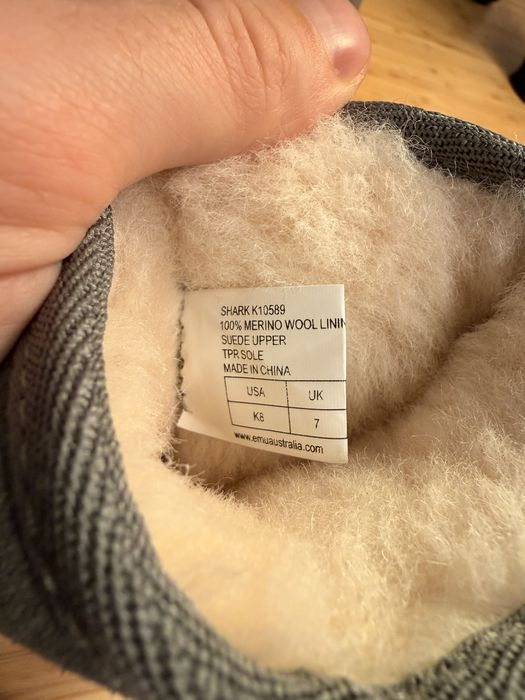 SHARK K10589
100% MERINO WOOL LININ
SUEDE UPPER
TPR SOLE
MADE IN CHINA
USA UK
K8 7
www.emuaustralia.com